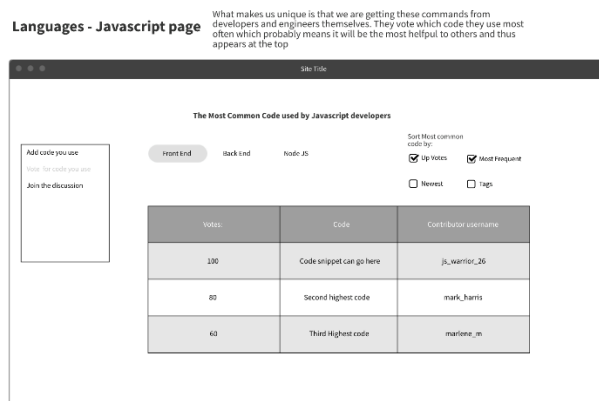 Languages - Javascript page
What makes us unique is that we are getting these commands from
developers and engineers themselves. They vote which code they use most
often which probably means it will be the most helfpul to others and thus
appears at the top
Site Title
The Most Common Code used by Javascript developers
Sort Most common
code by:
Add code you use
Vote for code you use
Join the discussion
Front End
Back End
Node JS
Up Votes
Most Frequent
Newest
Tags
Votes:
Code
Contributor username
100
Code snippet can go here
js_warrior_26
80
Second highest code
mark_harris
60
Third Highest code
marlene_m